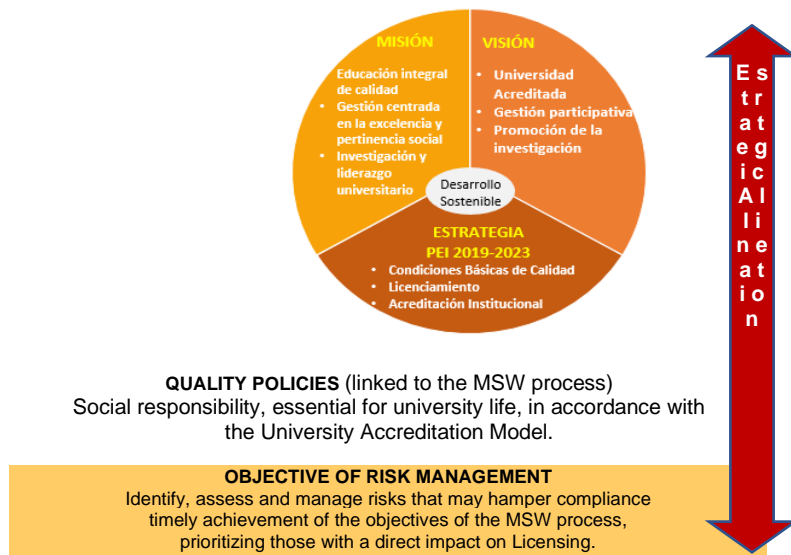 MISIÓN
Educación integral
de calidad
• Gestión centrada
en la excelencia y
pertinencia social
• Investigación y
liderazgo
universitario
VISIÓN
• Universidad
Acreditada
• Gestión participativa
• Promoción de la
investigación
Desarrollo
Sostenible
ESTRATEGIA
PEI 2019-2023
• Condiciones Básicas de Calidad
• Licenciamiento
• Acreditación Institucional
E s
t r
a t
e g
i c
A l
l i
n e
a t
i o
n
QUALITY POLICIES (linked to the MSW process)
Social responsibility, essential for university life, in accordance with
the University Accreditation Model.
OBJECTIVE OF RISK MANAGEMENT
Identify, assess and manage risks that may hamper compliance
timely achievement of the objectives of the MSW process,
prioritizing those with a direct impact on Licensing.